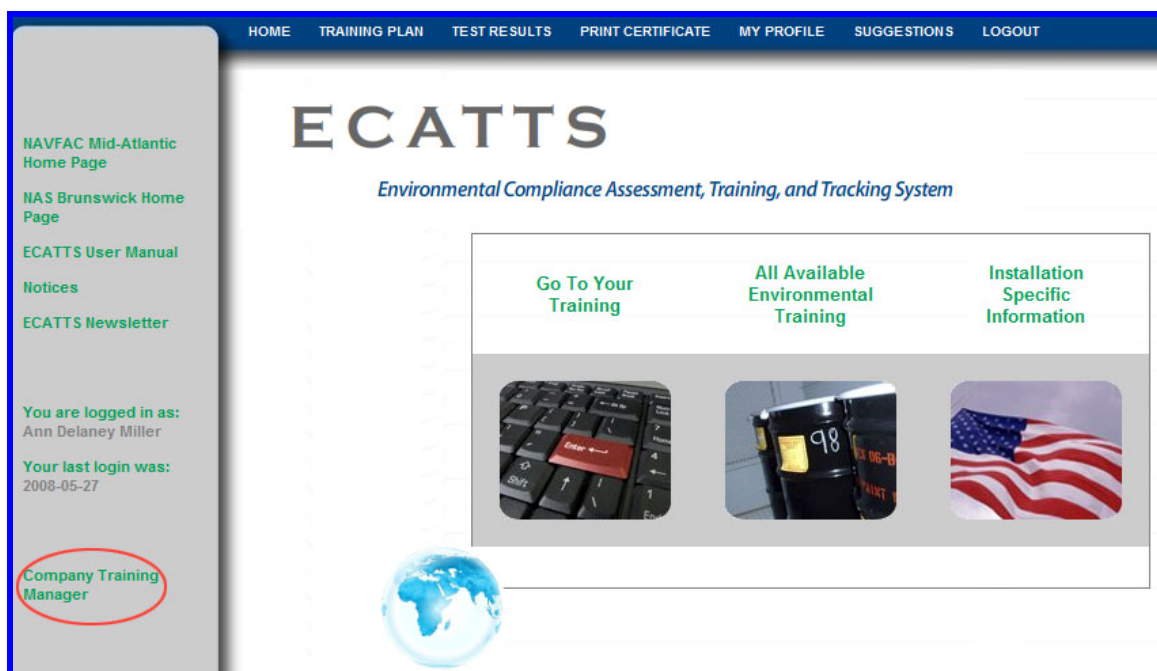 HOME TRAINING PLAN TEST RESULTS PRINT CERTIFICATE MY PROFILE SUGGESTIONS LOGOUT
NAVFAC Mid-Atlantic
Home Page
NAS Brunswick Home
Page
ECATTS User Manual
Notices
ECATTS Newsletter
You are logged in as:
Ann Delaney Miller
Your last login was:
2008-05-27
Company Training
Manager
ECATTS
Environmental Compliance Assessment, Training, and Tracking System
Go To Your
Training
All Available
Environmental
Training
Installation
Specific
Information
Enter
Shift
98